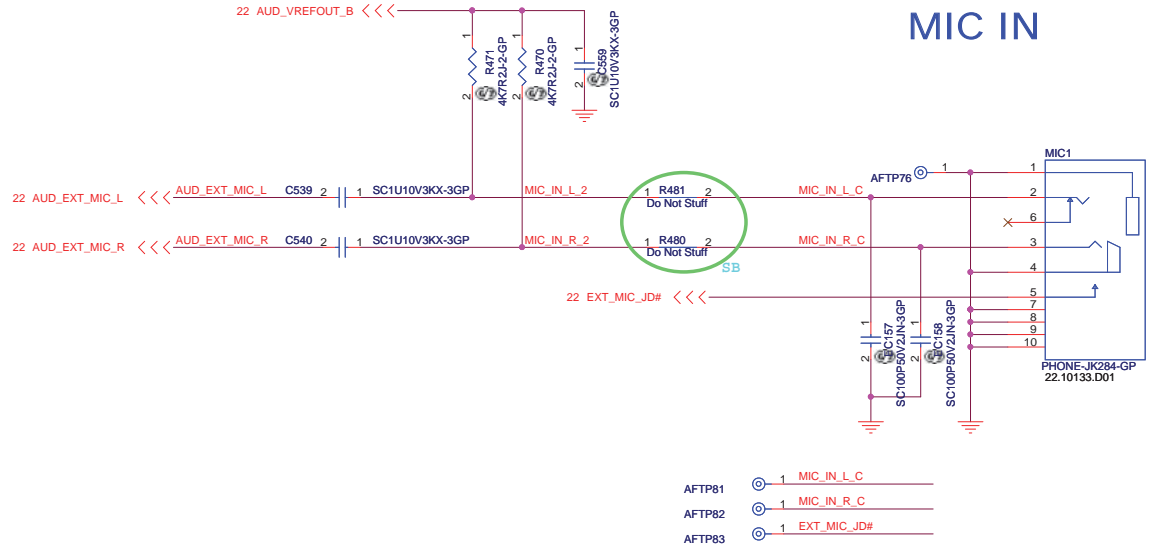 MIC IN
22 AUD_VREFOUT_B
1
1
1
R471
4K7R2J-2-GP
R470
4K7R2J-2-GP
C559
SC1U10V3KX-3GP
2
2
2
MIC1
AFTP76
1
1
22 AUD_EXT_MIC_L
AUD_EXT_MIC_L
C539
2
1
SC1U10V3KX-3GP
MIC_IN_L_2
1
R481
2
Do Not Stuff
MIC_IN_L_C
2
6
22 AUD_EXT_MIC_R
AUD_EXT_MIC_R
C540
2
1
SC1U10V3KX-3GP
MIC_IN_R_2
1
R480
2
Do Not Stuff
SB
MIC_IN_R_C
3
4
22 EXT_MIC_JD#
5
7
8
9
10
1
1
C157
SC100P50V2JN-3GP
C158
SC100P50V2JN-3GP
2
2
PHONE-JK284-GP
22.10133.D01
AFTP81
1
MIC_IN_L_C
AFTP82
1
MIC_IN_R_C
AFTP83
1
EXT_MIC_JD#